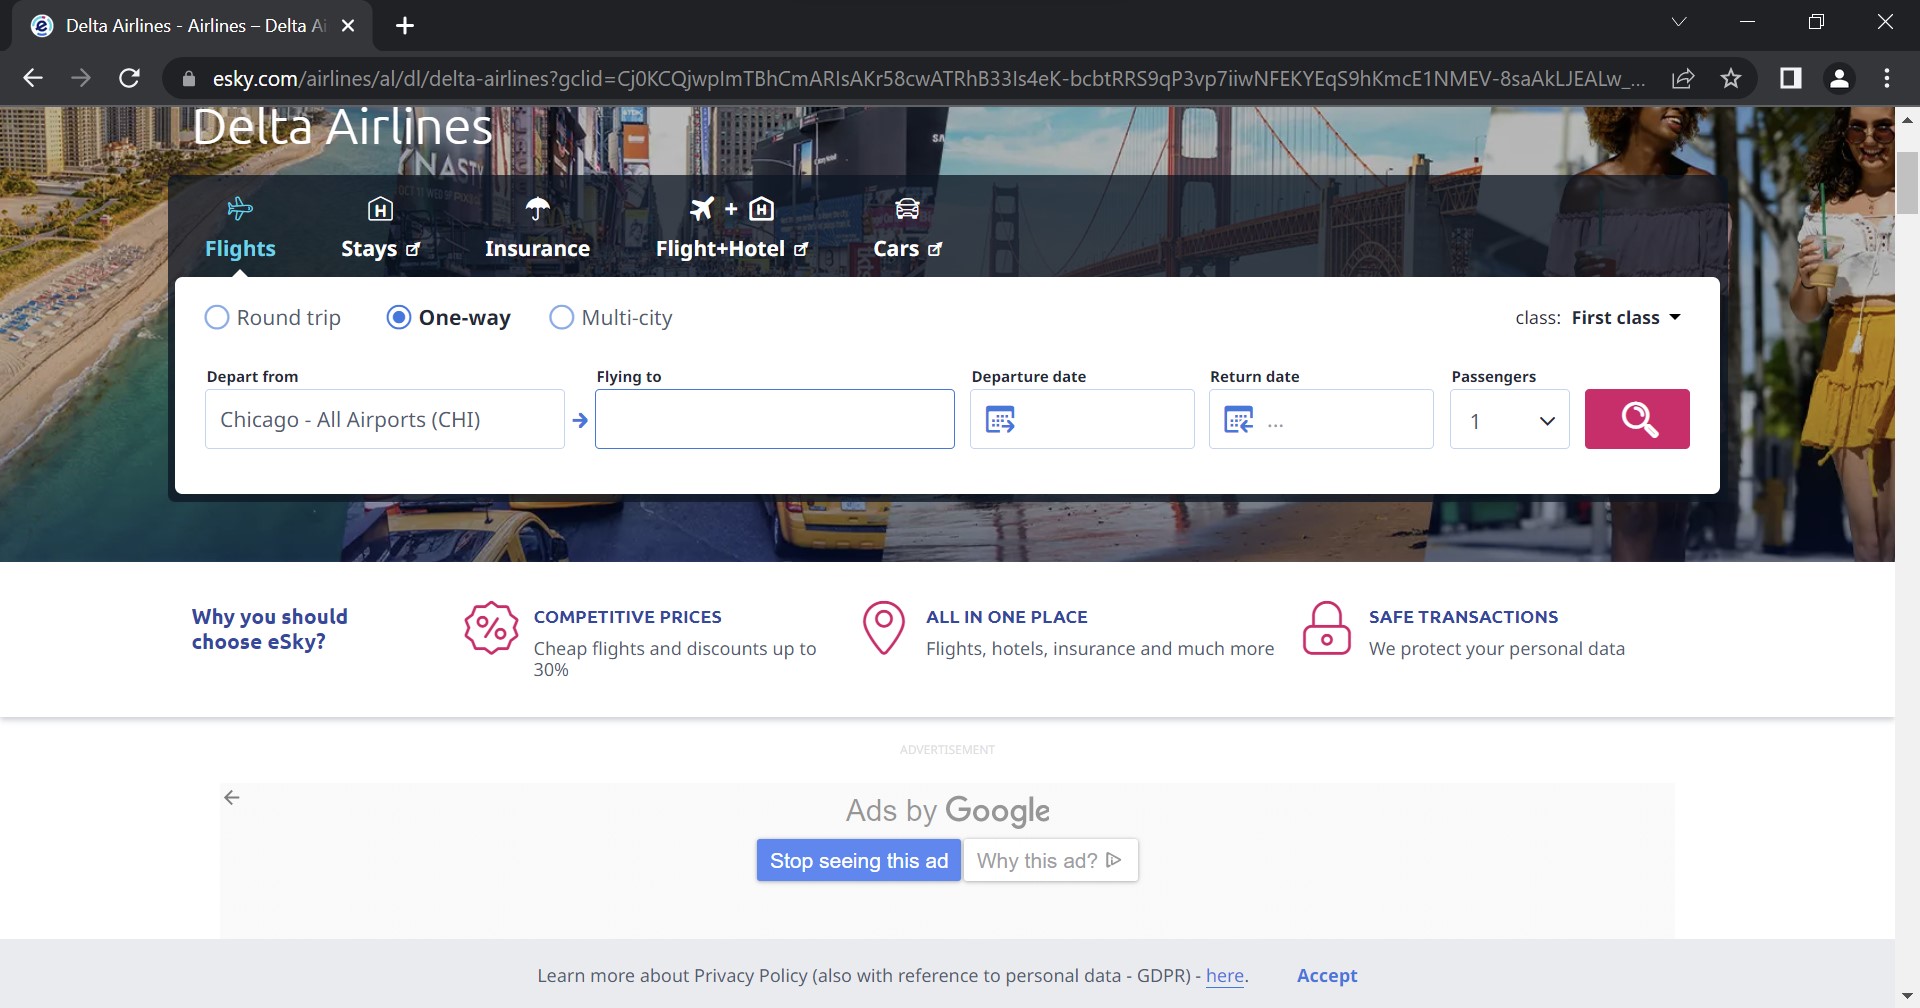 Delta Airlines - Airlines – Delta Ai
esky.com/airlines/al/dl/delta-airlines?gclid=Cj0KCQjwpImTBhCmARIsAKr58cwATRhB33Is4eK-bcbtRRS9qP3vp7iiwNFEKYEqS9hKmcE1NMEV-8saAkLJEALw_...
Delta Airlines
Flights
Stays
Insurance
Flight+Hotel
Cars
Round trip
One-way
Multi-city
class: First class
Depart from
Flying to
Departure date
Return date
Passengers
Chicago - All Airports (CHI)
...
1
Why you should
choose eSky?
COMPETITIVE PRICES
Cheap flights and discounts up to
30%
ALL IN ONE PLACE
Flights, hotels, insurance and much more
SAFE TRANSACTIONS
We protect your personal data
ADVERTISEMENT
Ads by Google
Stop seeing this ad
Why this ad?
Learn more about Privacy Policy (also with reference to personal data - GDPR) - here.
Accept